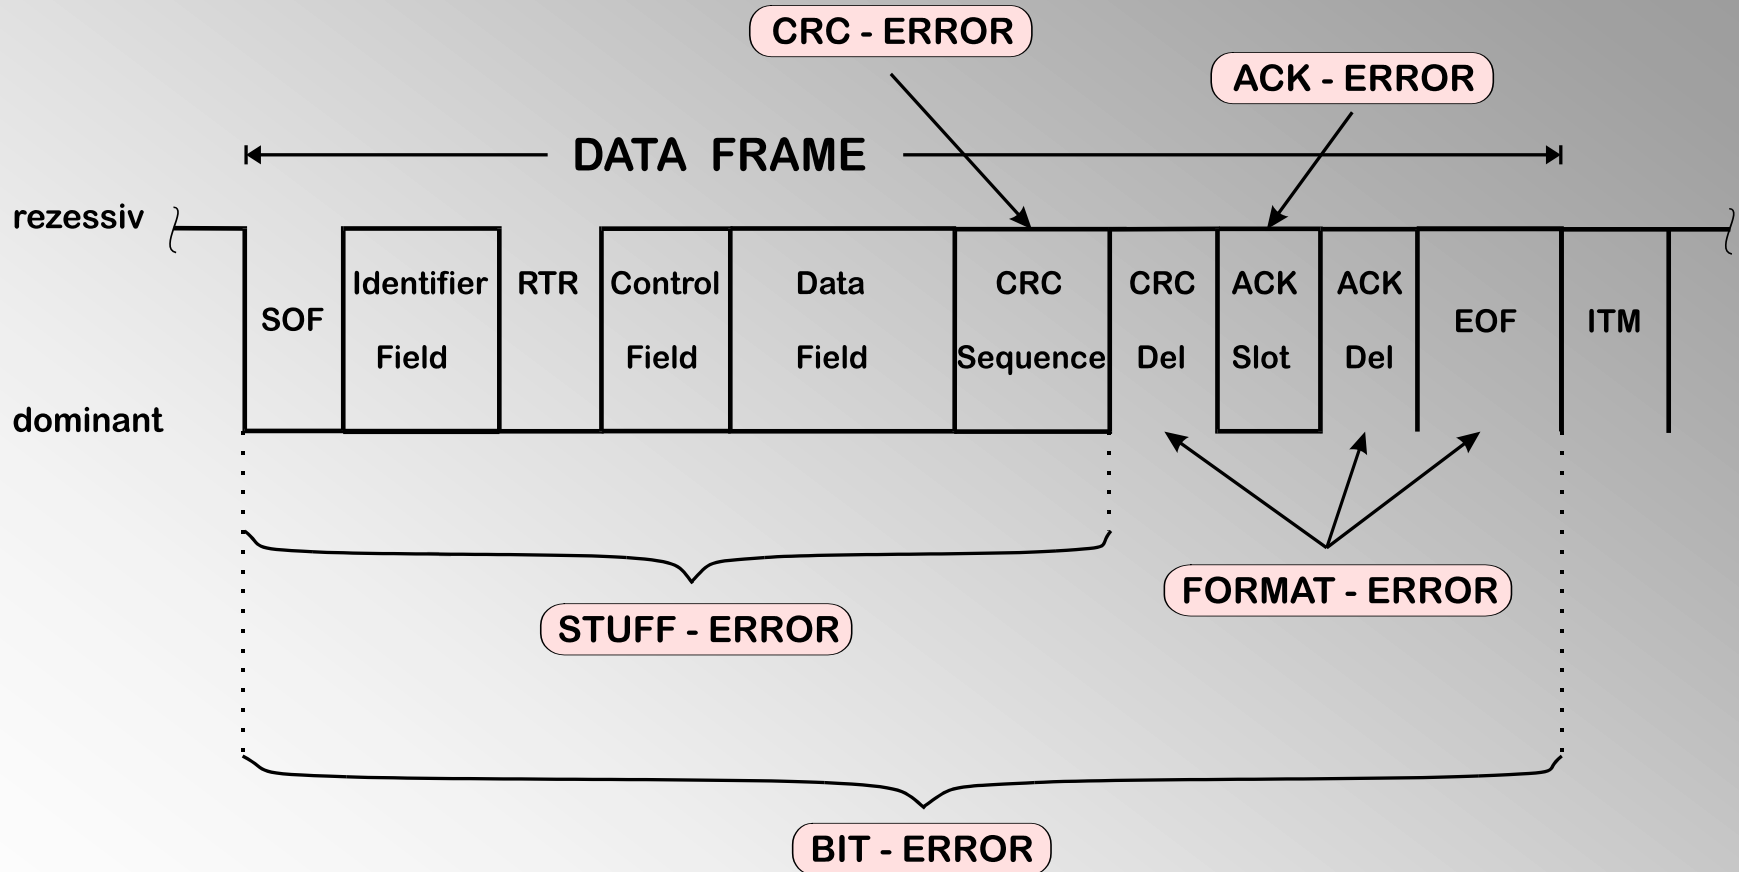 CRC - ERROR
ACK - ERROR
DATA FRAME
rezessiv
dominant
SOF
Identifier
Field
RTR
Control
Field
Data
Field
CRC
Sequence
CRC
Del
ACK
Slot
ACK
Del
EOF
ITM
STUFF - ERROR
FORMAT - ERROR
BIT - ERROR